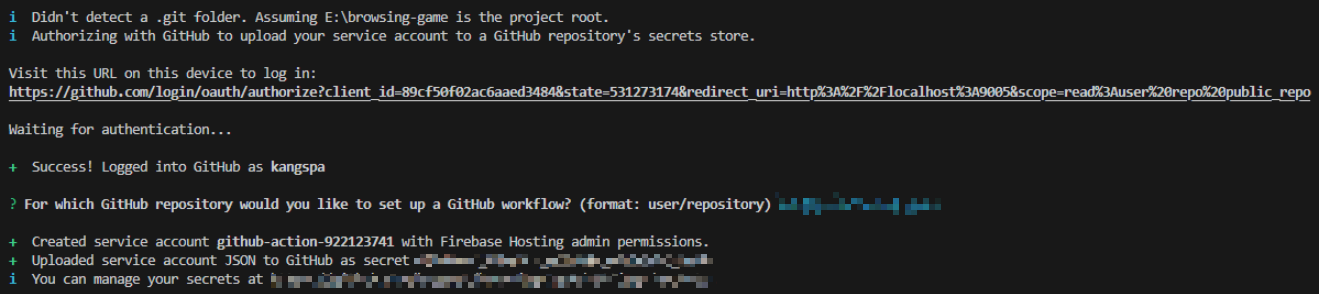 i Didn't detect a .git folder. Assuming E:\browsing-game is the project root.
i Authorizing with GitHub to upload your service account to a GitHub repository's secrets store.
Visit this URL on this device to log in:
https://github.com/login/oauth/authorize?client_id=89cf50f02ac6aaed3484&state=531273174&redirect_uri=http%3A%2F%2Flocalhost%3A9005&scope=read%3Auser%20repo%20public_repo
Waiting for authentication...
+ Success! Logged into GitHub as kangspa
? For which GitHub repository would you like to set up a GitHub workflow? (format: user/repository)
+ Created service account github-action-922123741 with Firebase Hosting admin permissions.
+ Uploaded service account JSON to GitHub as secret
i You can manage your secrets at